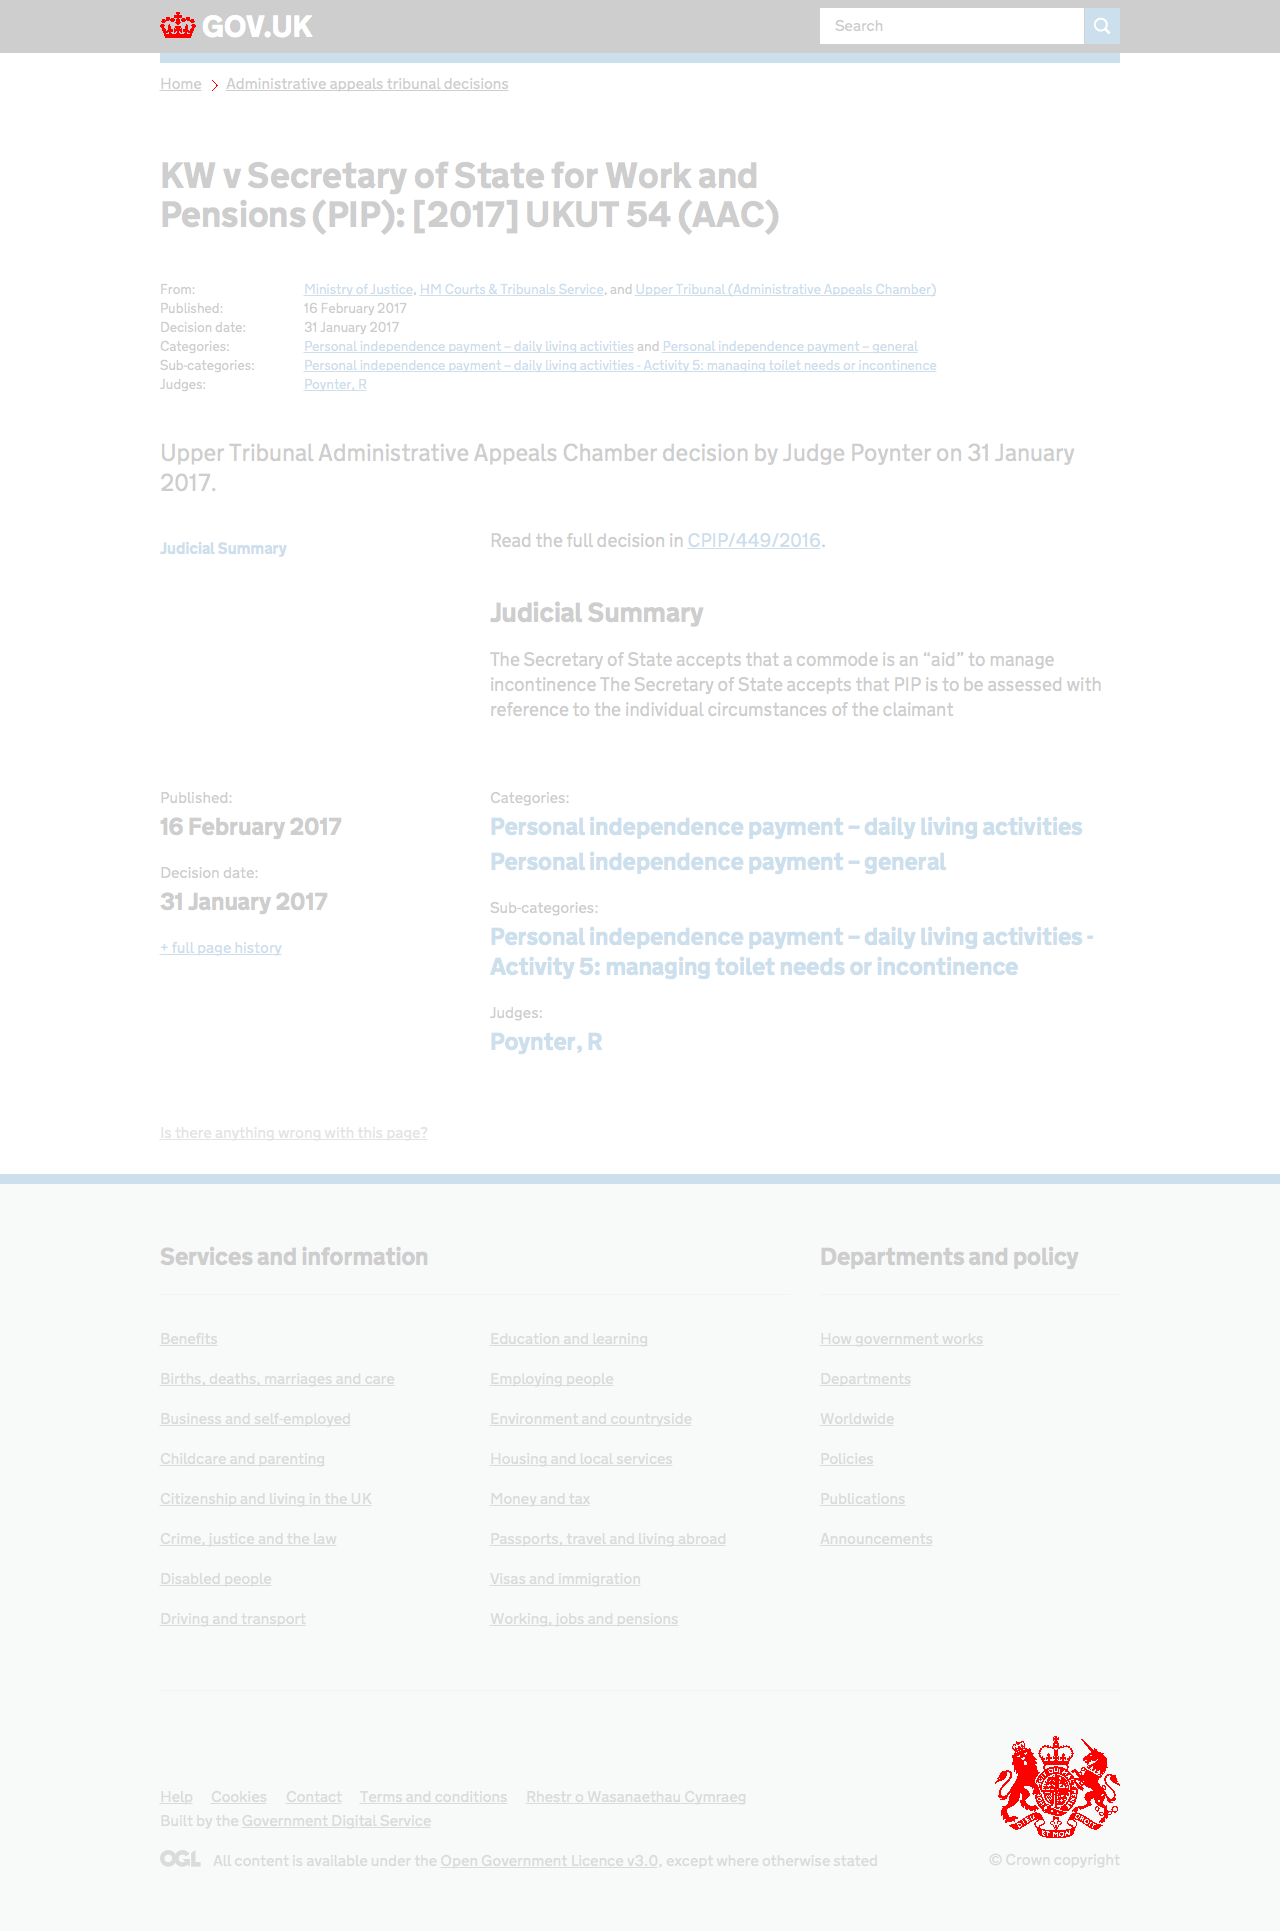 GOV.UK
Search
Home
Administrative appeals tribunal decisions
KW v Secretary of State for Work and
Pensions (PIP): [2017] UKUT 54 (AAC)
From: Ministry of Justice, HM Courts & Tribunals Service, and Upper Tribunal (Administrative Appeals Chamber)
Published: 16 February 2017
Decision date: 31 January 2017
Categories: Personal independence payment – daily living activities and Personal independence payment – general
Sub-categories: Personal independence payment – daily living activities - Activity 5: managing toilet needs or incontinence
Judges: Poynter, R
Upper Tribunal Administrative Appeals Chamber decision by Judge Poynter on 31 January
2017.
Judicial Summary
Read the full decision in CPIP/449/2016.
Judicial Summary
The Secretary of State accepts that a commode is an “aid” to manage
incontinence The Secretary of State accepts that PIP is to be assessed with
reference to the individual circumstances of the claimant
Published:
16 February 2017
Decision date:
31 January 2017
+ full page history
Categories:
Personal independence payment – daily living activities
Personal independence payment – general
Sub-categories:
Personal independence payment – daily living activities -
Activity 5: managing toilet needs or incontinence
Judges:
Poynter, R
Is there anything wrong with this page?
Services and information
Benefits
Births, deaths, marriages and care
Business and self-employed
Childcare and parenting
Citizenship and living in the UK
Crime, justice and the law
Disabled people
Driving and transport
Education and learning
Employing people
Environment and countryside
Housing and local services
Money and tax
Passports, travel and living abroad
Visas and immigration
Working, jobs and pensions
Departments and policy
How government works
Departments
Worldwide
Policies
Publications
Announcements
Help Cookies Contact Terms and conditions Rhestr o Wasanaethau Cymraeg
Built by the Government Digital Service
OGL All content is available under the Open Government Licence v3.0, except where otherwise stated
© Crown copyright